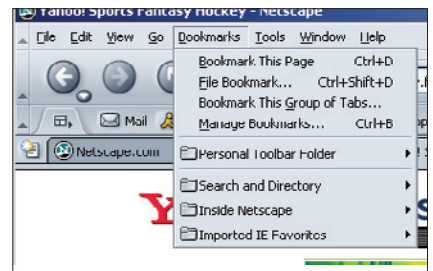 Yahoo! Sports Fantasy Hockey - Netscape
File Edit View Go Bookmarks Tools Window Help
Bookmark This Page Ctrl+D
File Bookmark... Ctrl+Shift+D
Bookmark This Group of Tabs...
Manage Bookmarks... Ctrl+B
Mail
Netscape.com
Personal Toolbar Folder
Search and Directory
Inside Netscape
Imported IE Favorites
Y
S